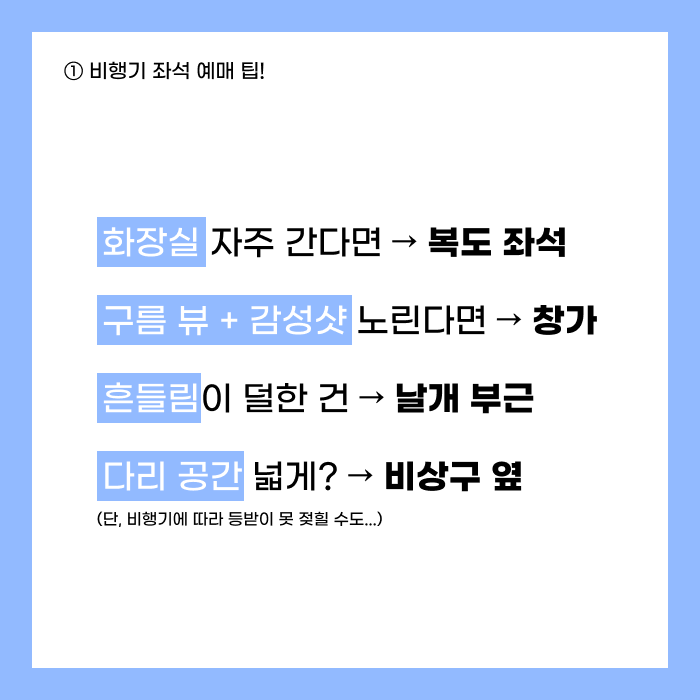 ① 비행기 좌석 예매 팁!
화장실 자주 간다면 → 복도 좌석
구름 뷰 + 감성샷 노린다면 → 창가
흔들림이 덜한 건 → 날개 부근
다리 공간 넓게? → 비상구 옆
(단, 비행기에 따라 등받이 못 젖힐 수도...)